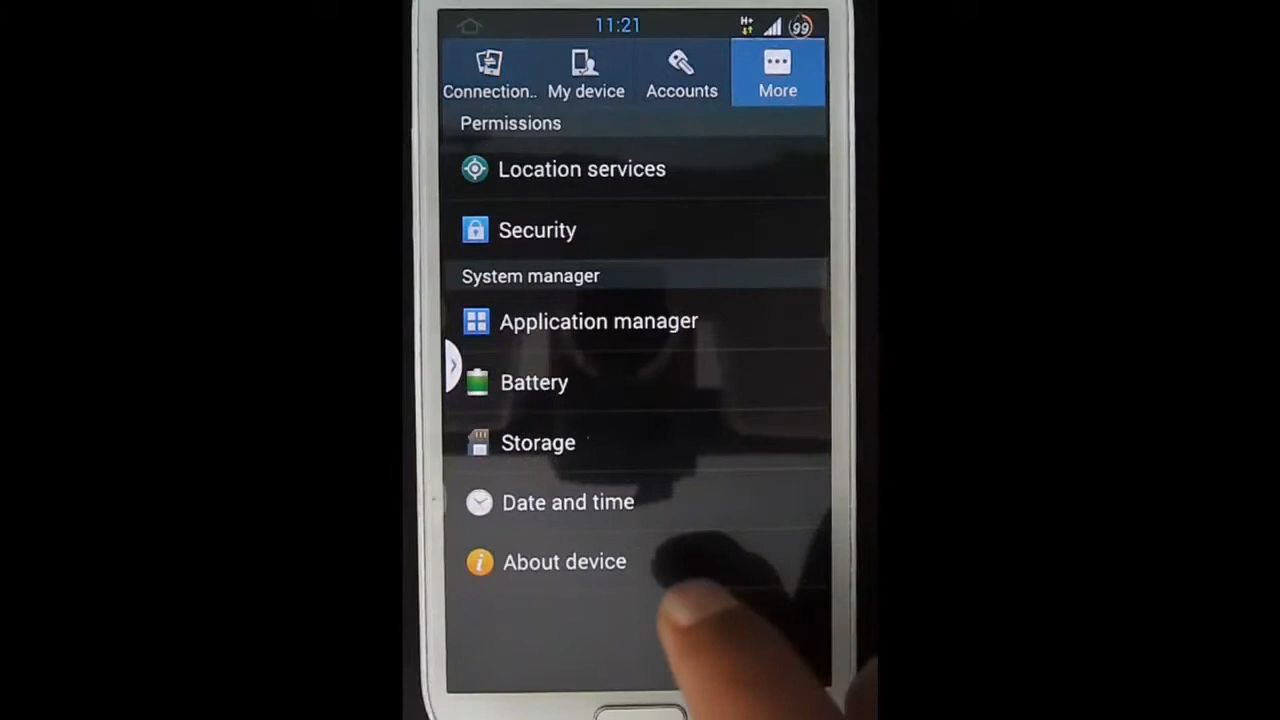 11:21
H+
99
Connection..
My device
Accounts
More
Permissions
Location services
Security
System manager
Application manager
Battery
Storage
Date and time
About device